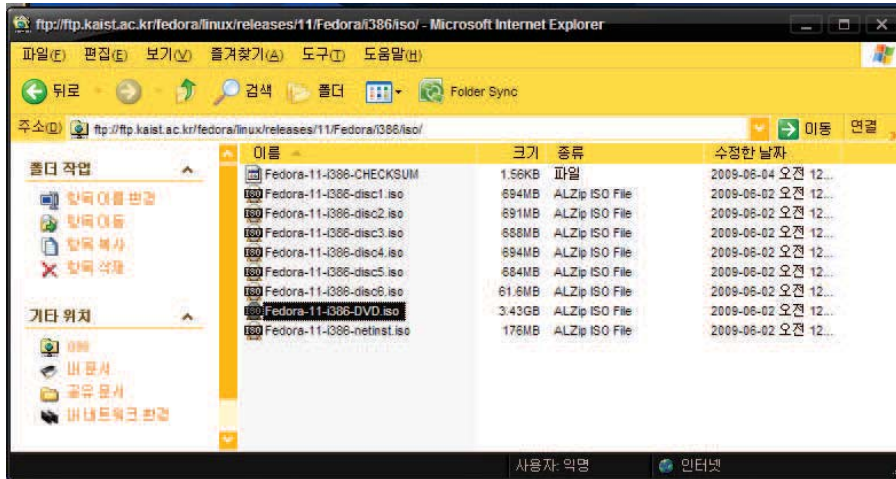 ftp://ftp.kaist.ac.kr/fedora/linux/releases/11/Fedora/i386/iso/ - Microsoft Internet Explorer
파일(F) 편집(E) 보기(V) 즐겨찾기(A) 도구(T) 도움말(H)
뒤로 검색 폴더 Folder Sync
주소(D) ftp://ftp.kaist.ac.kr/fedora/linux/releases/11/Fedora/i386/iso/ 이동 연결
폴더 작업
항목 이름 변경
항목 이동
항목 복사
항목 삭제
기타 위치
내 문서
공유 문서
내 네트워크 환경
이름 크기 종류 수정한 날짜
Fedora-11-i386-CHECKSUM 1.56KB 파일 2009-06-04 오전 12...
Fedora-11-i386-disc1.iso 694MB ALZip ISO File 2009-06-02 오전 12...
Fedora-11-i386-disc2.iso 691MB ALZip ISO File 2009-06-02 오전 12...
Fedora-11-i386-disc3.iso 688MB ALZip ISO File 2009-06-02 오전 12...
Fedora-11-i386-disc4.iso 694MB ALZip ISO File 2009-06-02 오전 12...
Fedora-11-i386-disc5.iso 684MB ALZip ISO File 2009-06-02 오전 12...
Fedora-11-i386-disc6.iso 61.6MB ALZip ISO File 2009-06-02 오전 12...
Fedora-11-i386-DVD.iso 3.43GB ALZip ISO File 2009-06-02 오전 12...
Fedora-11-i386-netinst.iso 176MB ALZip ISO File 2009-06-02 오전 12...
사용자: 익명 인터넷